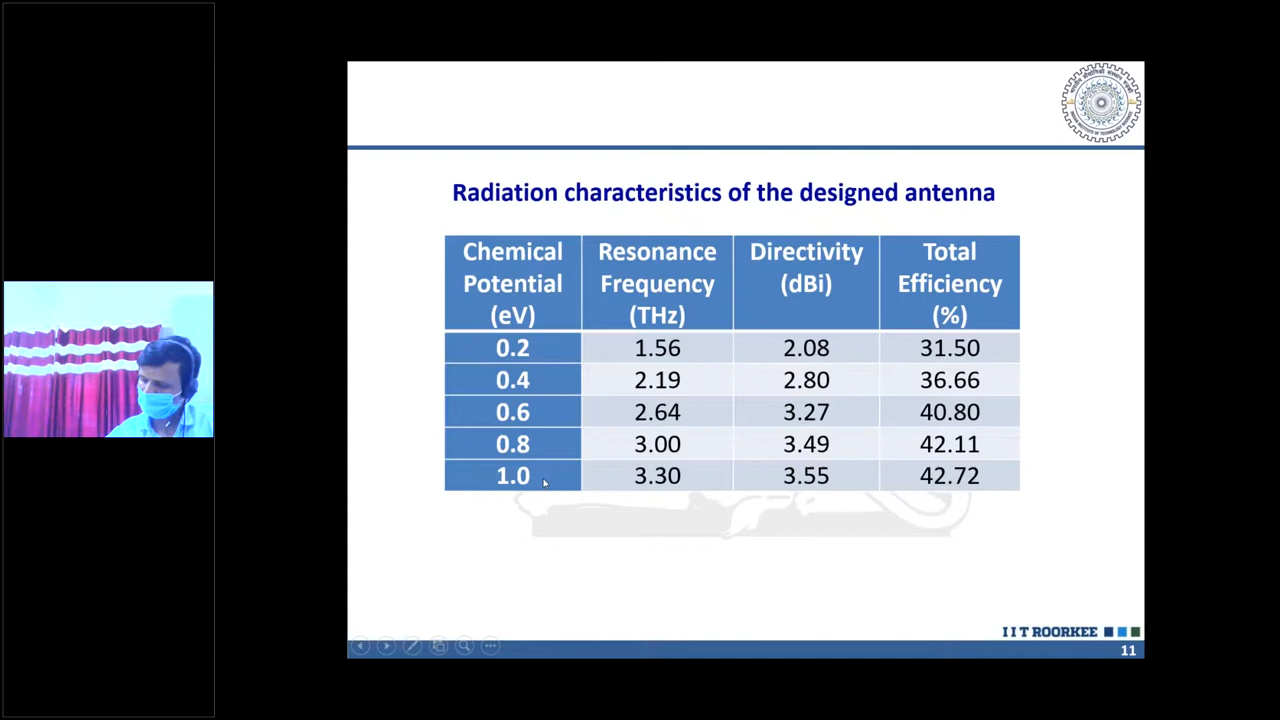 Radiation characteristics of the designed antenna
Chemical Potential (eV) Resonance Frequency (THz) Directivity (dBi) Total Efficiency (%)
0.2 1.56 2.08 31.50
0.4 2.19 2.80 36.66
0.6 2.64 3.27 40.80
0.8 3.00 3.49 42.11
1.0 3.30 3.55 42.72
I I T ROORKEE
11